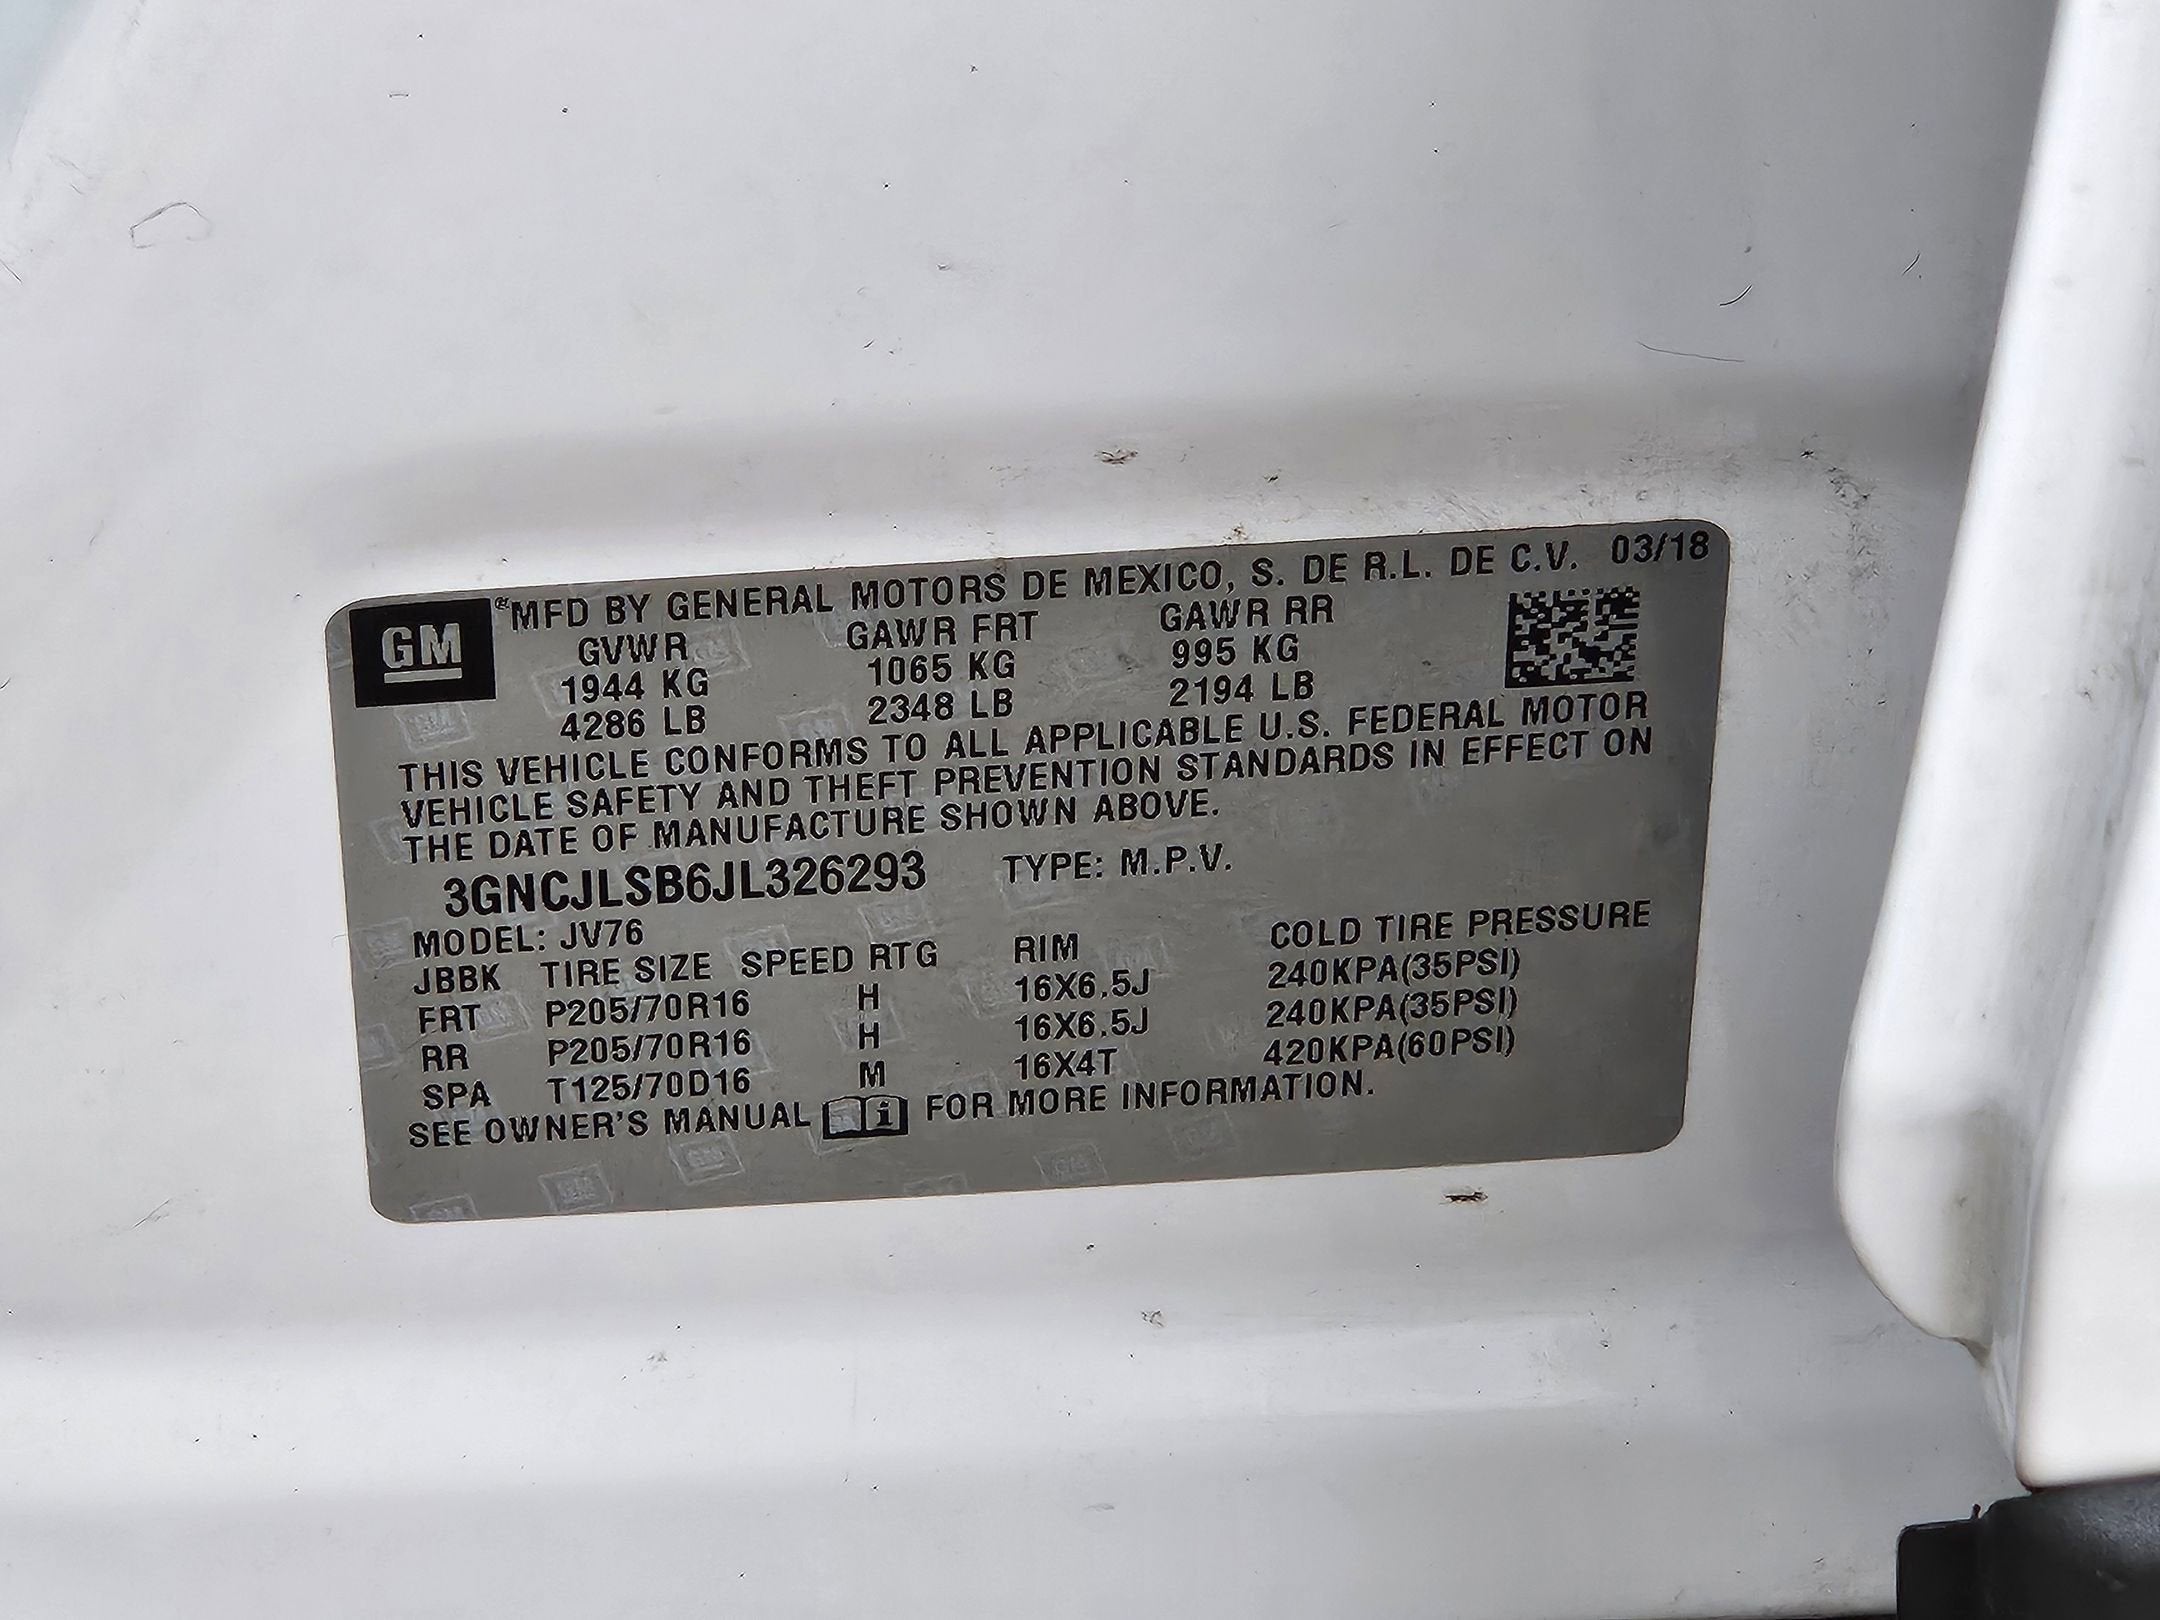 GM ® MFD BY GENERAL MOTORS DE MEXICO, S. DE R.L. DE C.V. 03/18
GVWR GAWR FRT GAWR RR
1944 KG 1065 KG 995 KG
4286 LB 2348 LB 2194 LB
THIS VEHICLE CONFORMS TO ALL APPLICABLE U.S. FEDERAL MOTOR
VEHICLE SAFETY AND THEFT PREVENTION STANDARDS IN EFFECT ON
THE DATE OF MANUFACTURE SHOWN ABOVE.
3GNCJLSB6JL326293 TYPE: M.P.V.
MODEL: JV76
JBBK TIRE SIZE SPEED RTG RIM COLD TIRE PRESSURE
FRT P205/70R16 H 16X6.5J 240KPA(35PSI)
RR P205/70R16 H 16X6.5J 240KPA(35PSI)
SPA T125/70D16 M 16X4T 420KPA(60PSI)
SEE OWNER'S MANUAL i FOR MORE INFORMATION.